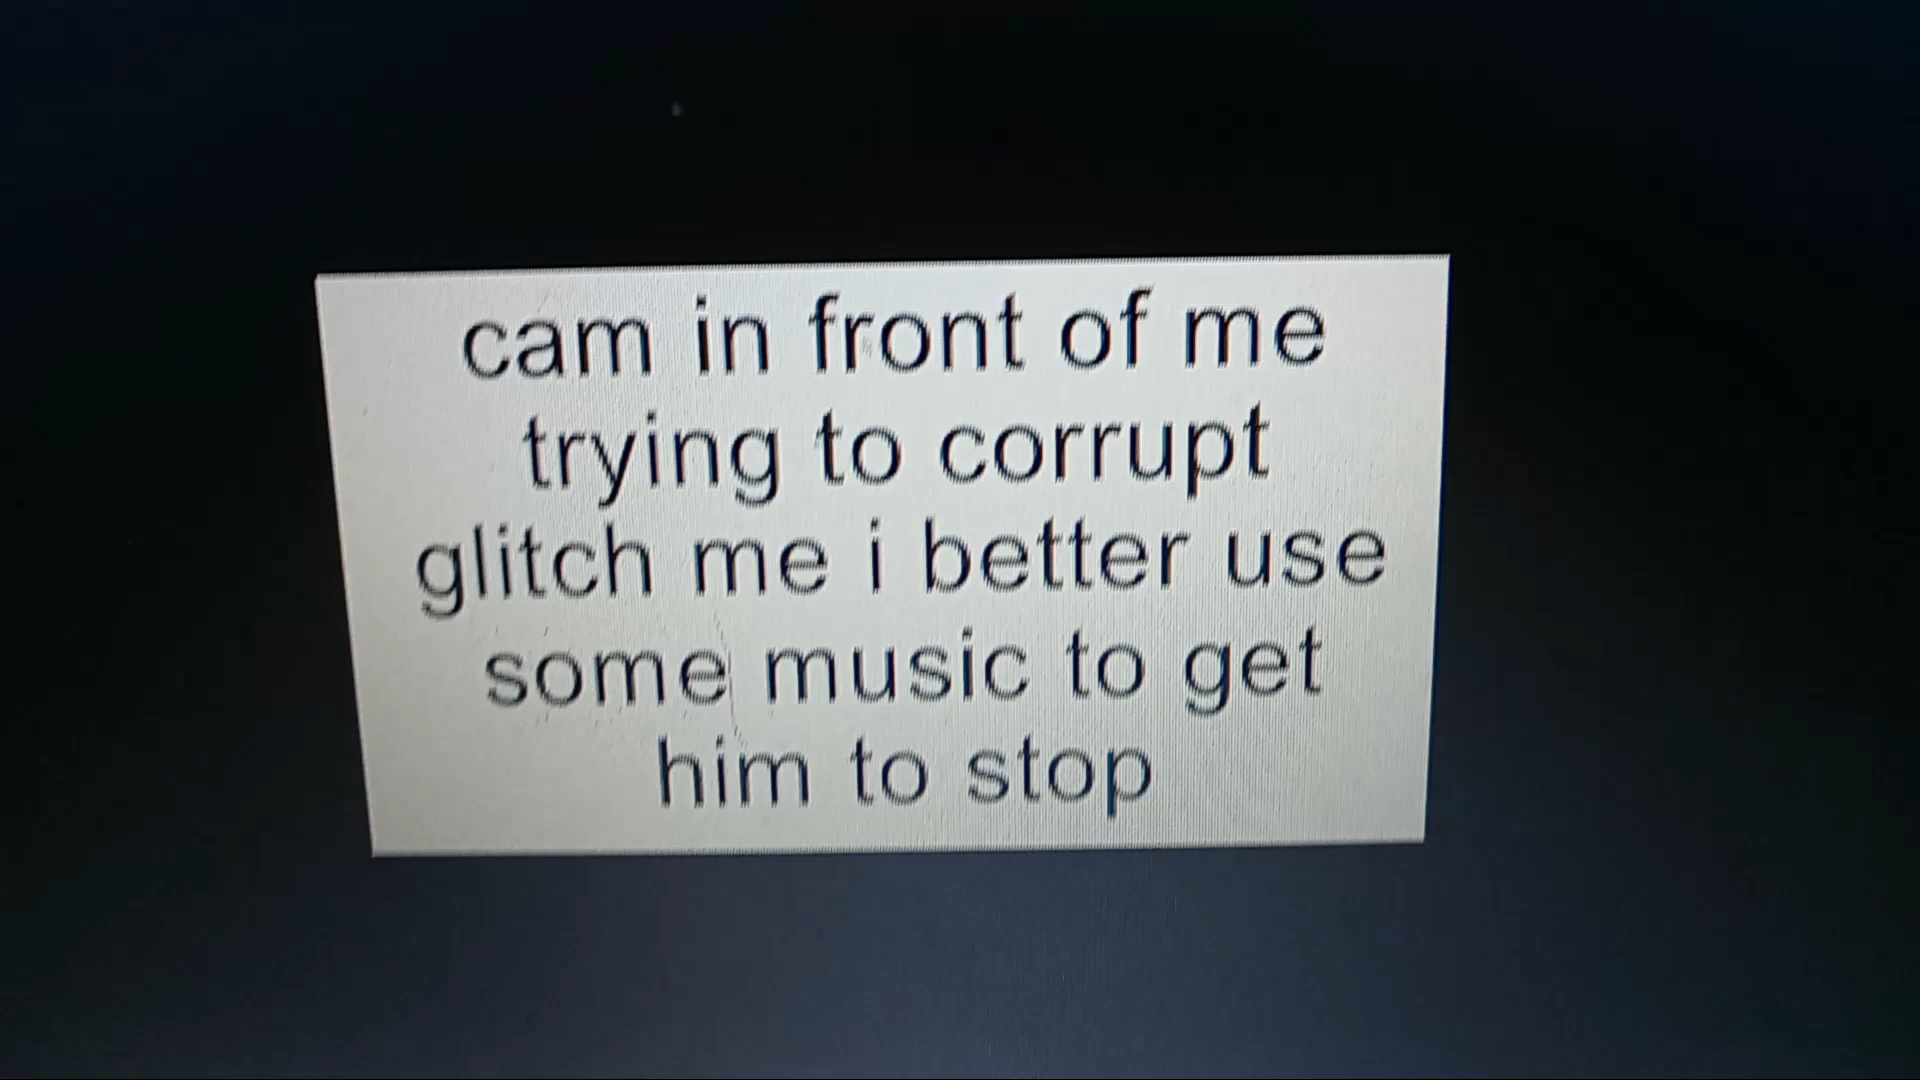 cam in front of me
trying to corrupt
glitch me i better use
some music to get
him to stop